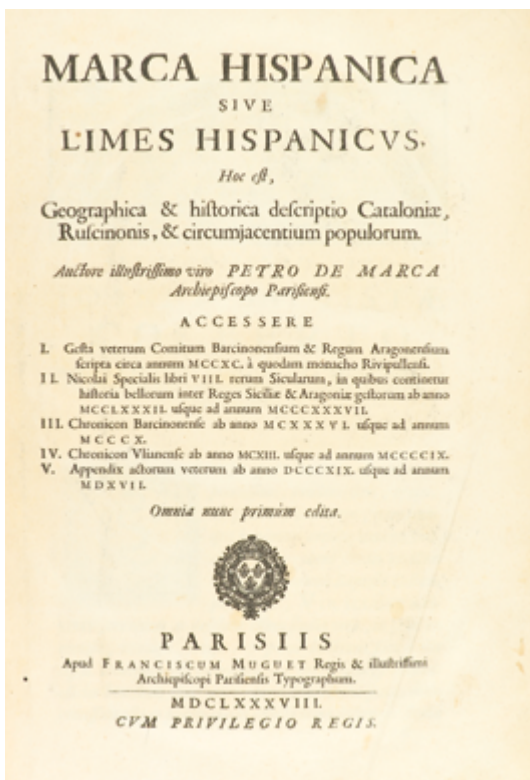 MARCA HISPANICA
SIVE
LIMES HISPANICVS.
Hoc est,
Geographica & historica descriptio Cataloniæ,
Ruscinonis, & circumjacentium populorum.
Auctore illustrissimo viro PETRO DE MARCA
Archiepiscopo Parisiensi.
ACCESSERE
I. Gesta veterum Comitum Barcinonensium & Regum Aragonensium
scripta circa annum MCCXC. à quodam monacho Rivipullensi.
II. Nicolai Specialis libri VIII. rerum Sicularum, in quibus continetur
historia bellorum inter Reges Siciliæ & Aragoniæ gestorum ab anno
MCCLXXXII. usque ad annum MCCCXXXVII.
III. Chronicon Barcinonense ab anno MCXXXVI. usque ad annum
MCCCX.
IV. Chronicon Vlianense ab anno MCXIII. usque ad annum MCCCCIX.
V. Appendix actorum veterum ab anno DCCCXIX. usque ad annum
MDXVII.
Omnia nunc primùm edita.
PARISIIS
Apud FRANCISCUM MUGUET Regis & illustrissimi
Archiepiscopi Parisiensis Typographum.
MDCLXXXVIII.
CVM PRIVILEGIO REGIS.